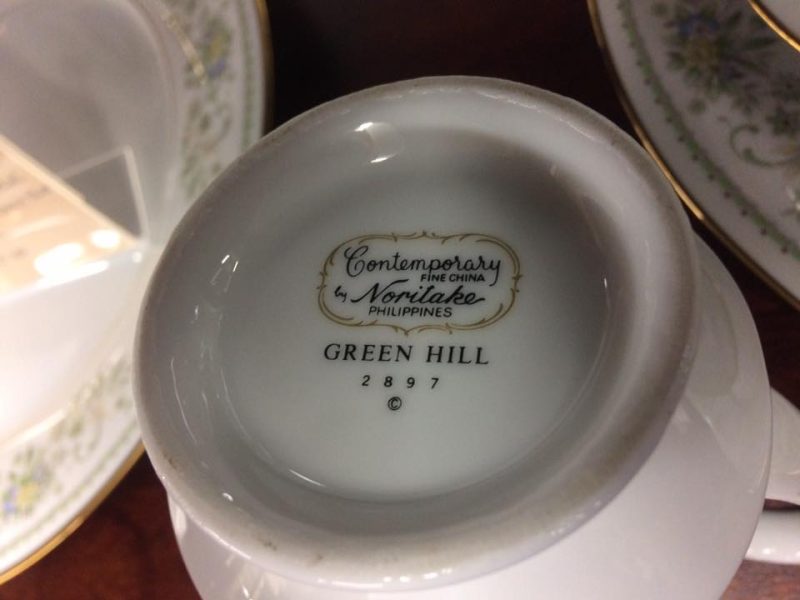 Contemporary
FINE CHINA
by Noritake
PHILIPPINES
GREEN HILL
2897
©